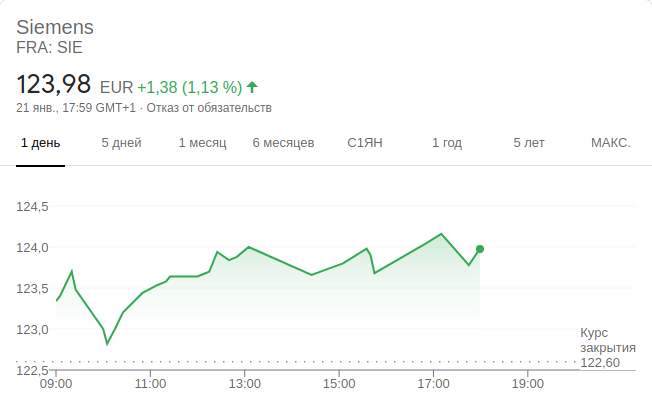 Siemens
FRA: SIE
123,98 EUR +1,38 (1,13 %)
21 янв., 17:59 GMT+1 · Отказ от обязательств
1 день 5 дней 1 месяц 6 месяцев С1ЯН 1 год 5 лет МАКС.
124,5
124,0
123,5
123,0
Курс
закрытия
122,60
122,5
09:00 11:00 13:00 15:00 17:00 19:00